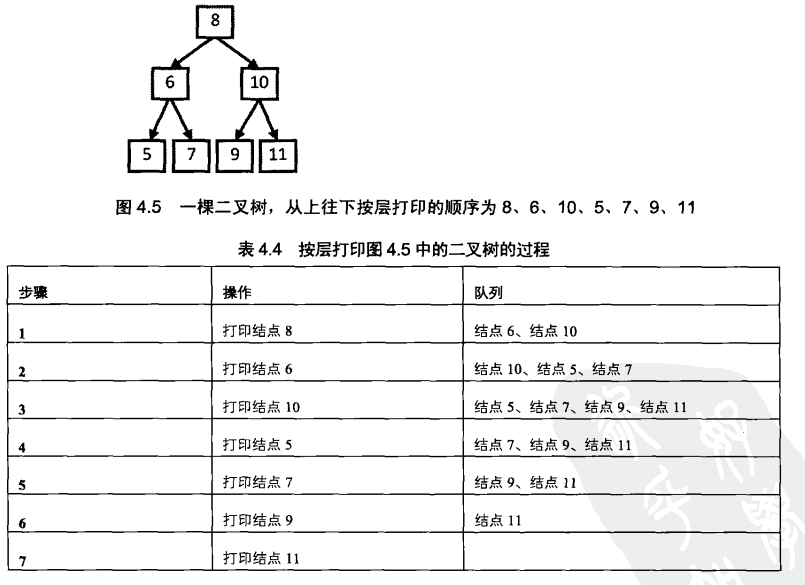 8
6 10
5 7 9 11
图 4.5 一棵二叉树，从上往下按层打印的顺序为 8、6、10、5、7、9、11
表 4.4 按层打印图 4.5 中的二叉树的过程
步骤 操作 队列
1 打印结点 8 结点 6、结点 10
2 打印结点 6 结点 10、结点 5、结点 7
3 打印结点 10 结点 5、结点 7、结点 9、结点 11
4 打印结点 5 结点 7、结点 9、结点 11
5 打印结点 7 结点 9、结点 11
6 打印结点 9 结点 11
7 打印结点 11